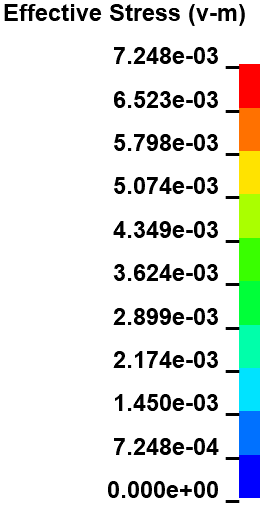 Effective Stress (v-m)
7.248e-03
6.523e-03
5.798e-03
5.074e-03
4.349e-03
3.624e-03
2.899e-03
2.174e-03
1.450e-03
7.248e-04
0.000e+00